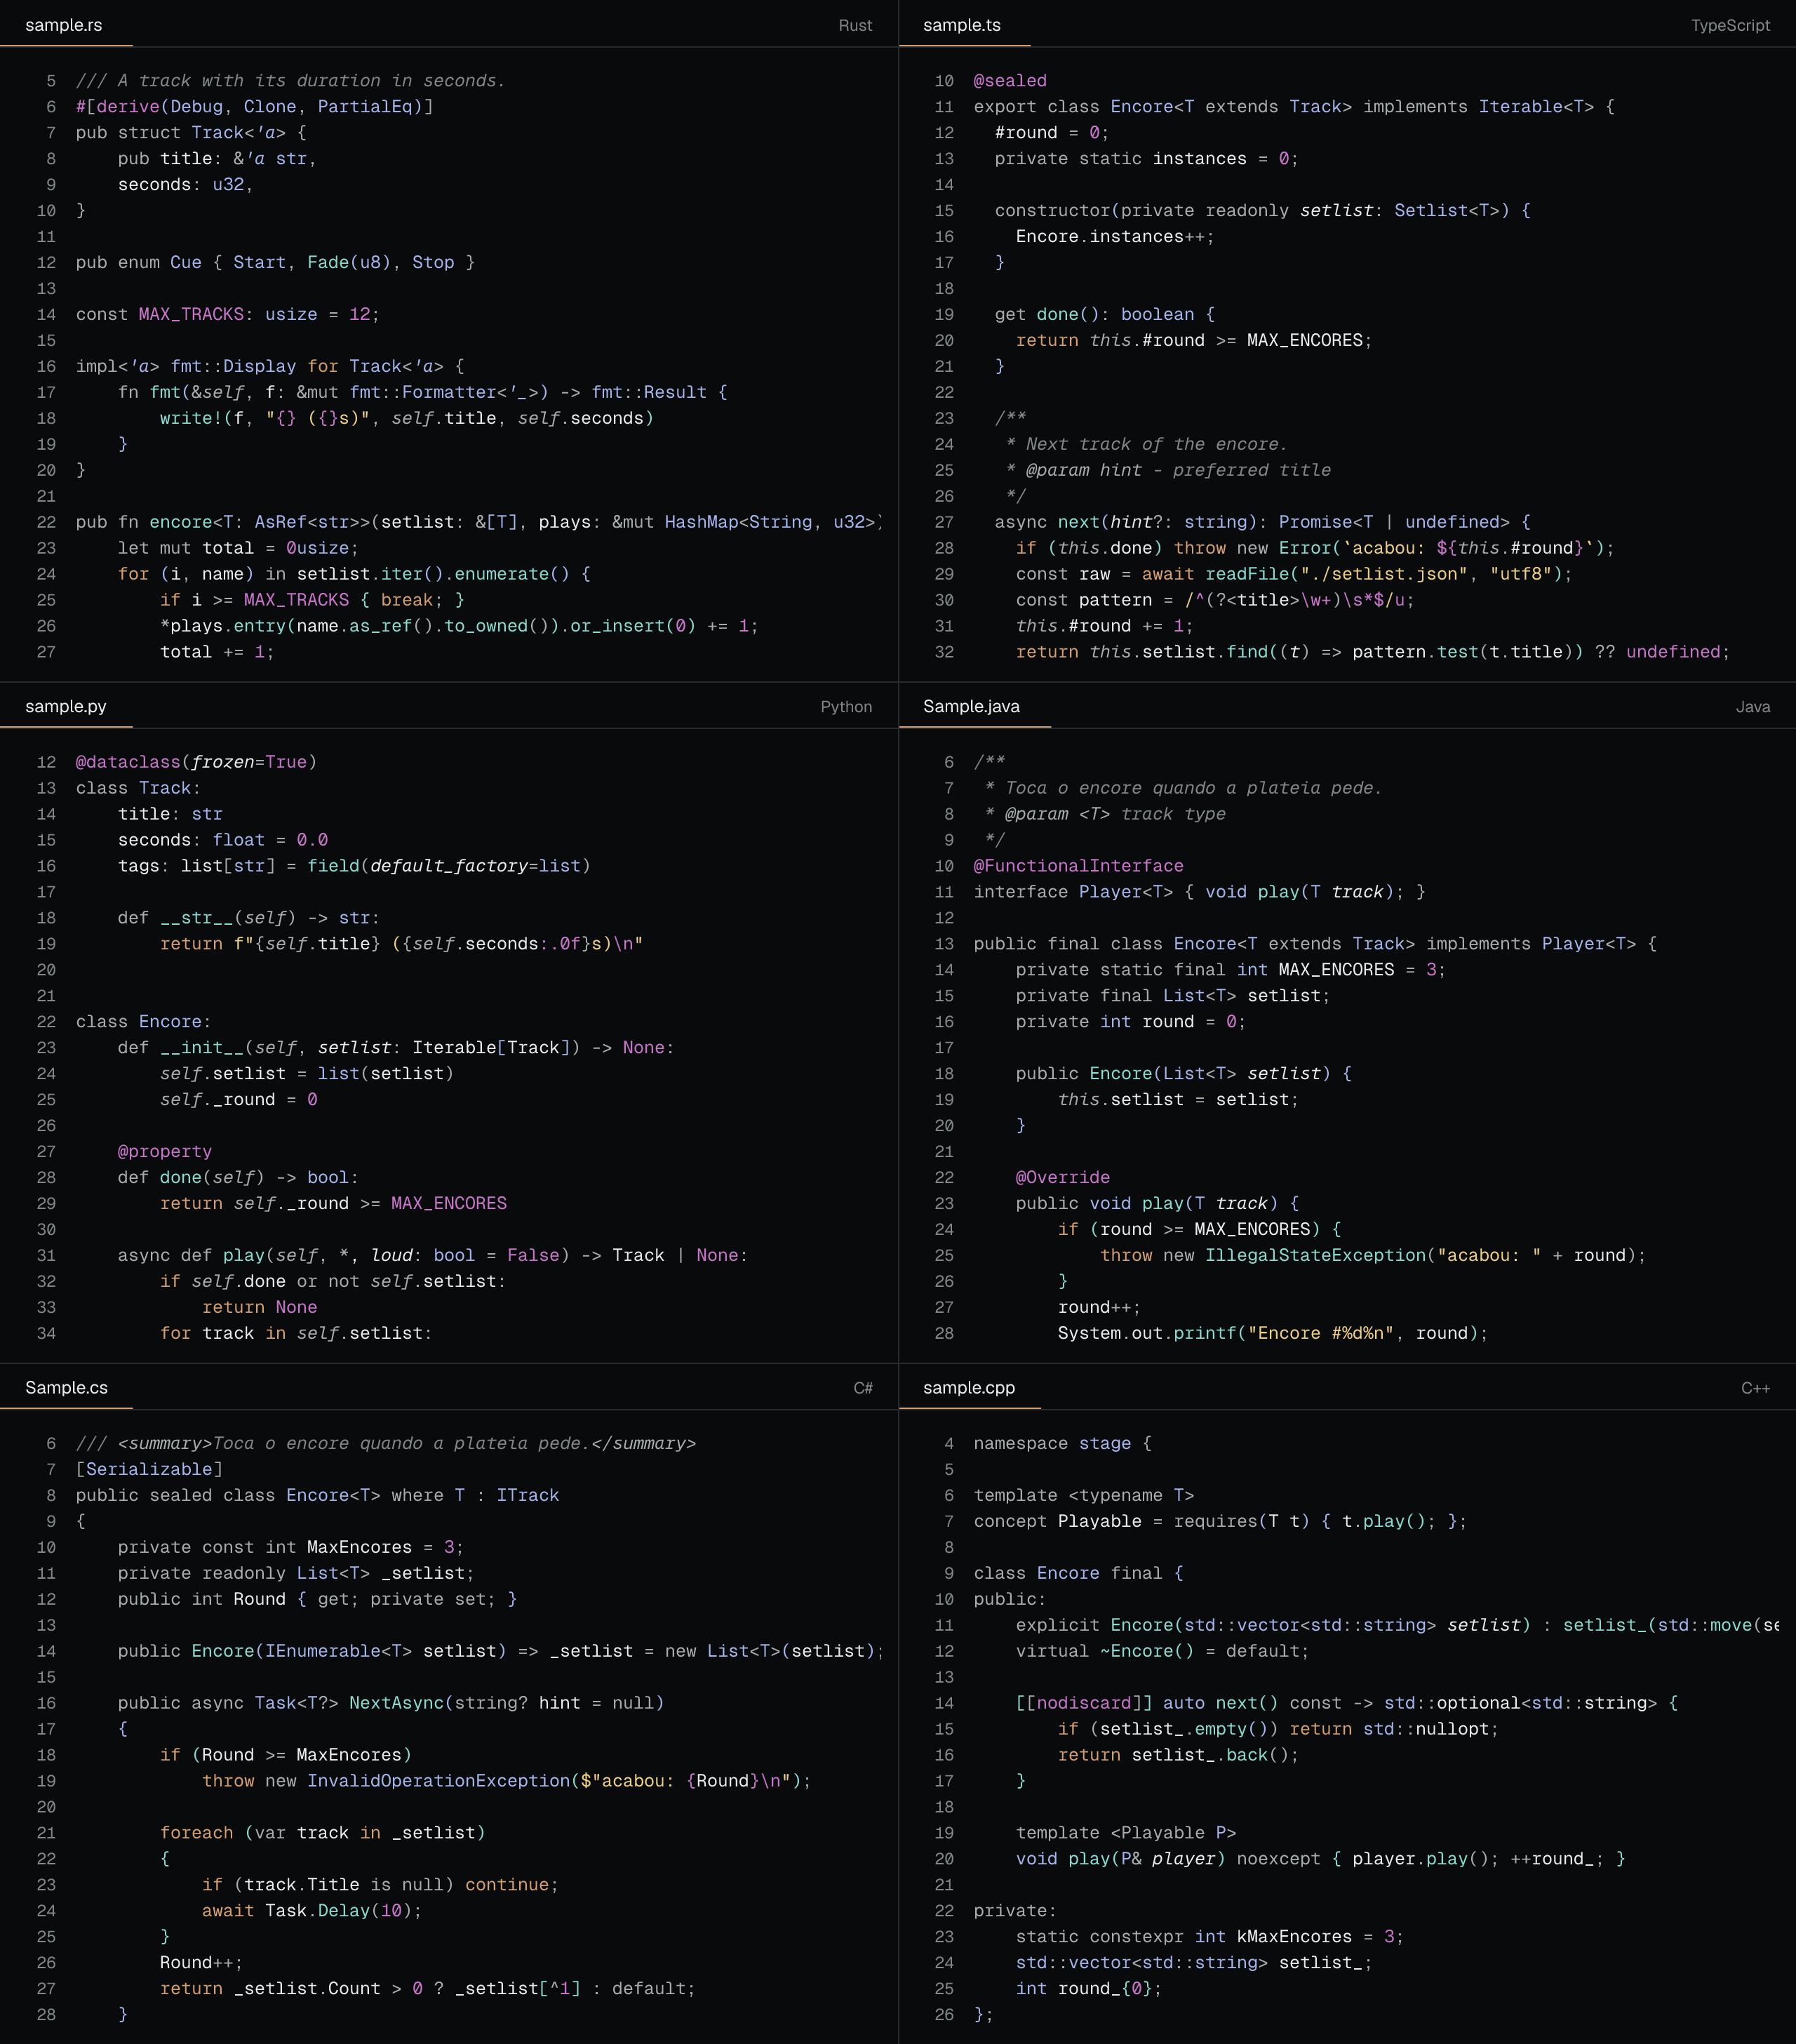 sample.rs Rust
5 /// A track with its duration in seconds.
6 #[derive(Debug, Clone, PartialEq)]
7 pub struct Track<'a> {
8     pub title: &'a str,
9     seconds: u32,
10 }
11
12 pub enum Cue { Start, Fade(u8), Stop }
13
14 const MAX_TRACKS: usize = 12;
15
16 impl<'a> fmt::Display for Track<'a> {
17     fn fmt(&self, f: &mut fmt::Formatter<'_>) -> fmt::Result {
18         write!(f, "{} ({}s)", self.title, self.seconds)
19     }
20 }
21
22 pub fn encore<T: AsRef<str>>(setlist: &[T], plays: &mut HashMap<String, u32>)
23     let mut total = 0usize;
24     for (i, name) in setlist.iter().enumerate() {
25         if i >= MAX_TRACKS { break; }
26         *plays.entry(name.as_ref().to_owned()).or_insert(0) += 1;
27         total += 1;
sample.ts TypeScript
10 @sealed
11 export class Encore<T extends Track> implements Iterable<T> {
12   #round = 0;
13   private static instances = 0;
14
15   constructor(private readonly setlist: Setlist<T>) {
16     Encore.instances++;
17   }
18
19   get done(): boolean {
20     return this.#round >= MAX_ENCORES;
21   }
22
23   /**
24    * Next track of the encore.
25    * @param hint - preferred title
26    */
27   async next(hint?: string): Promise<T | undefined> {
28     if (this.done) throw new Error(`acabou: ${this.#round}`);
29     const raw = await readFile("./setlist.json", "utf8");
30     const pattern = /^(?<title>\w+)\s*$/u;
31     this.#round += 1;
32     return this.setlist.find((t) => pattern.test(t.title)) ?? undefined;
sample.py Python
12 @dataclass(frozen=True)
13 class Track:
14     title: str
15     seconds: float = 0.0
16     tags: list[str] = field(default_factory=list)
17
18     def __str__(self) -> str:
19         return f"{self.title} ({self.seconds:.0f}s)\n"
20
21
22 class Encore:
23     def __init__(self, setlist: Iterable[Track]) -> None:
24         self.setlist = list(setlist)
25         self._round = 0
26
27     @property
28     def done(self) -> bool:
29         return self._round >= MAX_ENCORES
30
31     async def play(self, *, loud: bool = False) -> Track | None:
32         if self.done or not self.setlist:
33             return None
34         for track in self.setlist:
Sample.java Java
6 /**
7  * Toca o encore quando a plateia pede.
8  * @param <T> track type
9  */
10 @FunctionalInterface
11 interface Player<T> { void play(T track); }
12
13 public final class Encore<T extends Track> implements Player<T> {
14     private static final int MAX_ENCORES = 3;
15     private final List<T> setlist;
16     private int round = 0;
17
18     public Encore(List<T> setlist) {
19         this.setlist = setlist;
20     }
21
22     @Override
23     public void play(T track) {
24         if (round >= MAX_ENCORES) {
25             throw new IllegalStateException("acabou: " + round);
26         }
27         round++;
28         System.out.printf("Encore #%d%n", round);
Sample.cs C#
6 /// <summary>Toca o encore quando a plateia pede.</summary>
7 [Serializable]
8 public sealed class Encore<T> where T : ITrack
9 {
10     private const int MaxEncores = 3;
11     private readonly List<T> _setlist;
12     public int Round { get; private set; }
13
14     public Encore(IEnumerable<T> setlist) => _setlist = new List<T>(setlist);
15
16     public async Task<T?> NextAsync(string? hint = null)
17     {
18         if (Round >= MaxEncores)
19             throw new InvalidOperationException($"acabou: {Round}\n");
20
21         foreach (var track in _setlist)
22         {
23             if (track.Title is null) continue;
24             await Task.Delay(10);
25         }
26         Round++;
27         return _setlist.Count > 0 ? _setlist[^1] : default;
28     }
sample.cpp C++
4 namespace stage {
5
6 template <typename T>
7 concept Playable = requires(T t) { t.play(); };
8
9 class Encore final {
10 public:
11     explicit Encore(std::vector<std::string> setlist) : setlist_(std::move(se
12     virtual ~Encore() = default;
13
14     [[nodiscard]] auto next() const -> std::optional<std::string> {
15         if (setlist_.empty()) return std::nullopt;
16         return setlist_.back();
17     }
18
19     template <Playable P>
20     void play(P& player) noexcept { player.play(); ++round_; }
21
22 private:
23     static constexpr int kMaxEncores = 3;
24     std::vector<std::string> setlist_;
25     int round_{0};
26 };